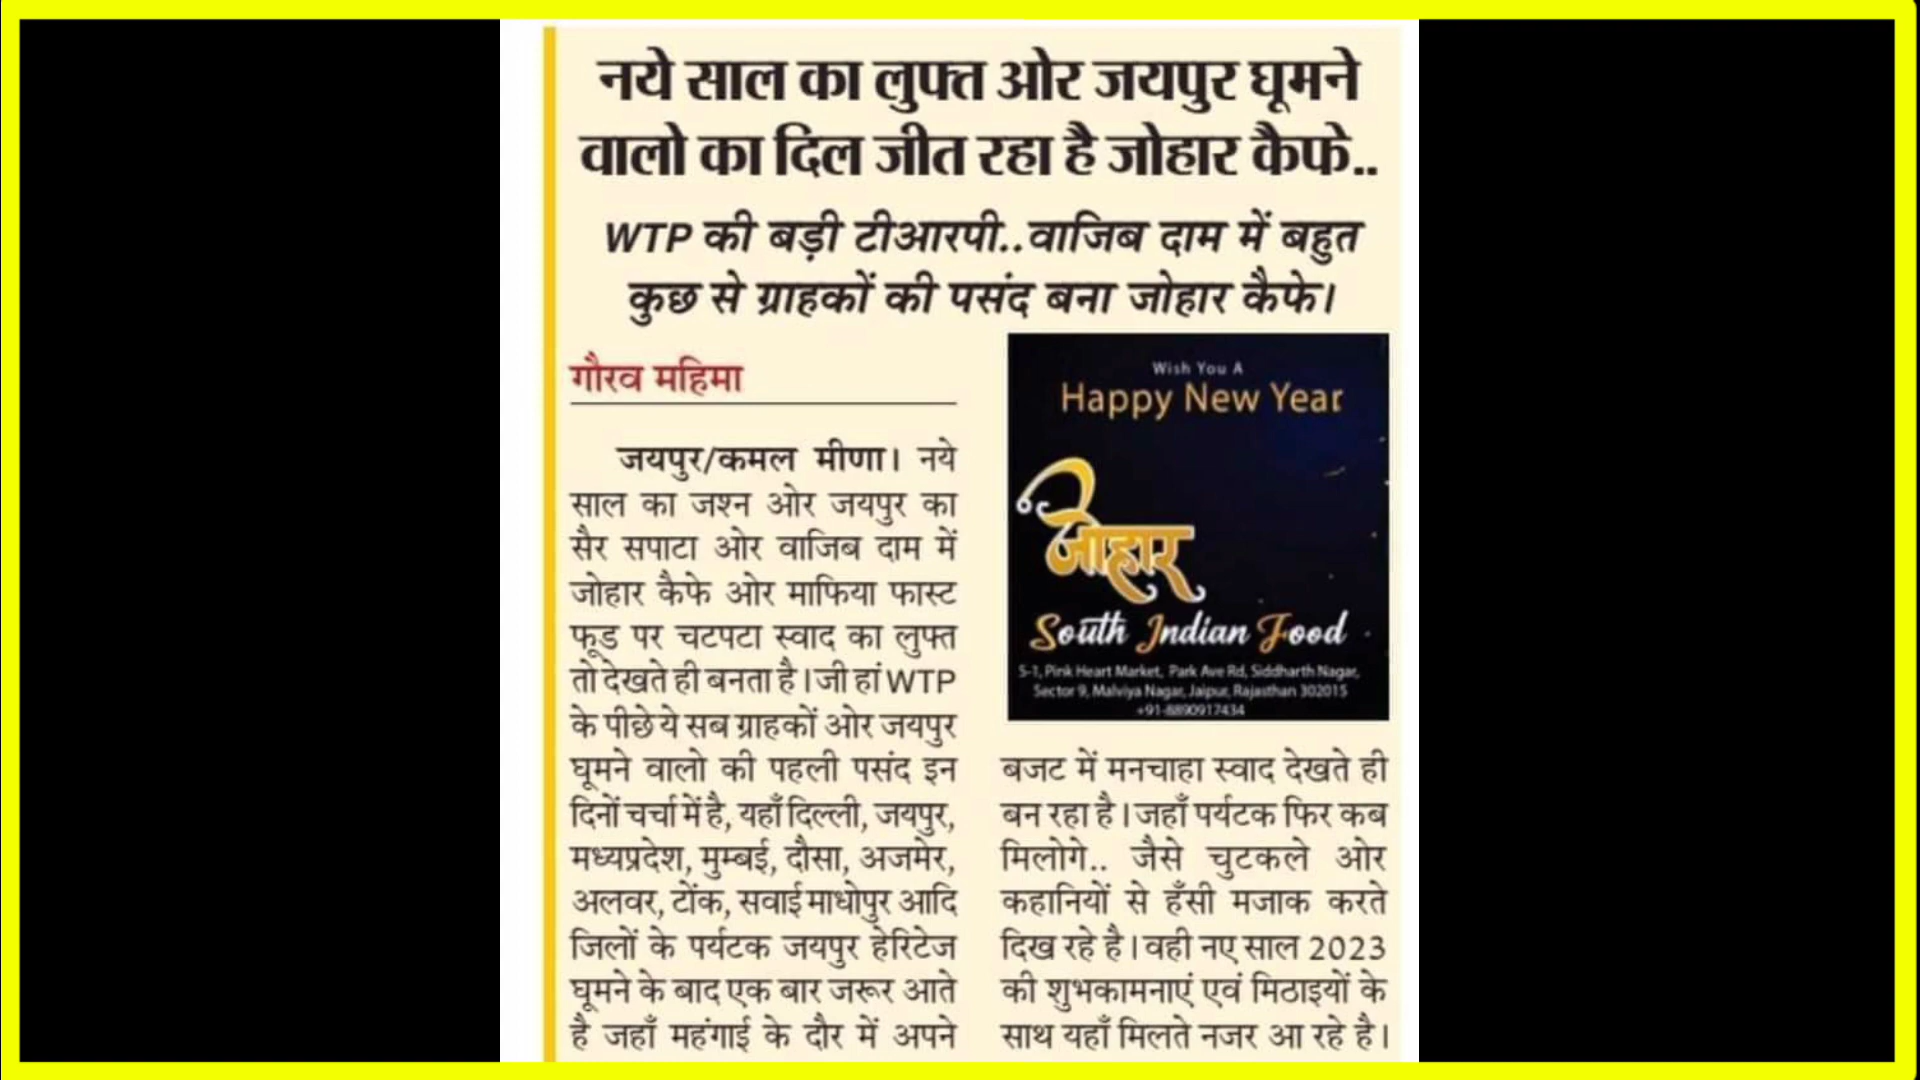 नये साल का लुफ्त ओर जयपुर घूमने
वालो का दिल जीत रहा है जोहार कैफे..
WTP की बड़ी टीआरपी..वाजिब दाम में बहुत
कुछ से ग्राहकों की पसंद बना जोहार कैफे।
गौरव महिमा
जयपुर/कमल मीणा। नये
साल का जश्न ओर जयपुर का
सैर सपाटा ओर वाजिब दाम में
जोहार कैफे ओर माफिया फास्ट
फूड पर चटपटा स्वाद का लुफ्त
तो देखते ही बनता है। जी हां WTP
के पीछे ये सब ग्राहकों ओर जयपुर
घूमने वालो की पहली पसंद इन
दिनों चर्चा में है, यहाँ दिल्ली, जयपुर,
मध्यप्रदेश, मुम्बई, दौसा, अजमेर,
अलवर, टोंक, सवाई माधोपुर आदि
जिलों के पर्यटक जयपुर हेरिटेज
घूमने के बाद एक बार जरूर आते
है जहाँ महंगाई के दौर में अपने
Wish You A
Happy New Year
जोहार
South Indian Food
S-1, Pink Heart Market, Park Ave Rd, Siddharth Nagar,
Sector 9, Malviya Nagar, Jaipur, Rajasthan 302015
+91-8890917434
बजट में मनचाहा स्वाद देखते ही
बन रहा है। जहाँ पर्यटक फिर कब
मिलोगे.. जैसे चुटकले ओर
कहानियों से हँसी मजाक करते
दिख रहे है। वही नए साल 2023
की शुभकामनाएं एवं मिठाइयों के
साथ यहाँ मिलते नजर आ रहे है।